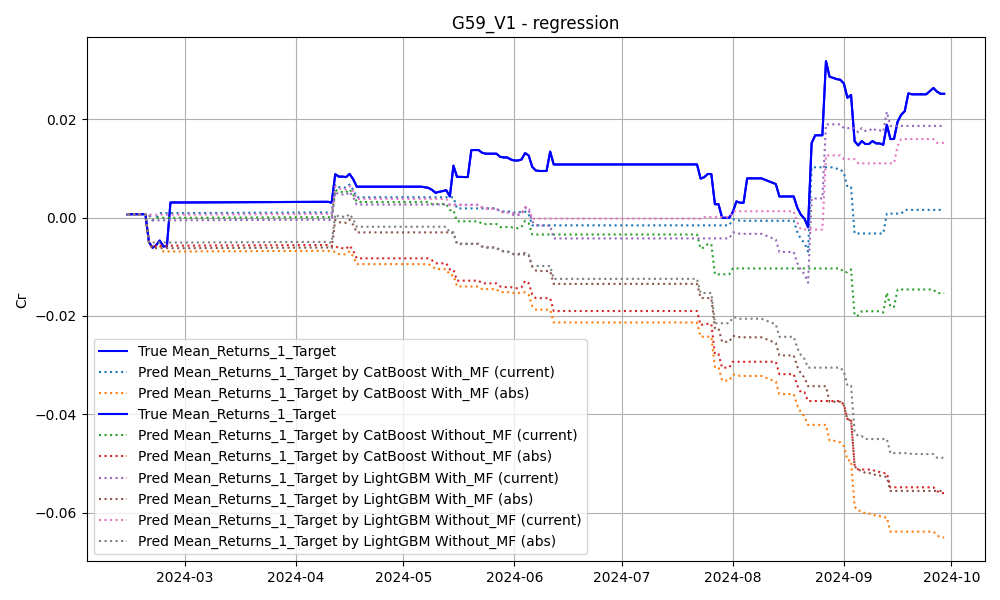 G59_V1 - regression
Cr
0.02
0.00
−0.02
−0.04
−0.06
True Mean_Returns_1_Target
Pred Mean_Returns_1_Target by CatBoost With_MF (current)
Pred Mean_Returns_1_Target by CatBoost With_MF (abs)
True Mean_Returns_1_Target
Pred Mean_Returns_1_Target by CatBoost Without_MF (current)
Pred Mean_Returns_1_Target by CatBoost Without_MF (abs)
Pred Mean_Returns_1_Target by LightGBM With_MF (current)
Pred Mean_Returns_1_Target by LightGBM With_MF (abs)
Pred Mean_Returns_1_Target by LightGBM Without_MF (current)
Pred Mean_Returns_1_Target by LightGBM Without_MF (abs)
2024-03 2024-04 2024-05 2024-06 2024-07 2024-08 2024-09 2024-10